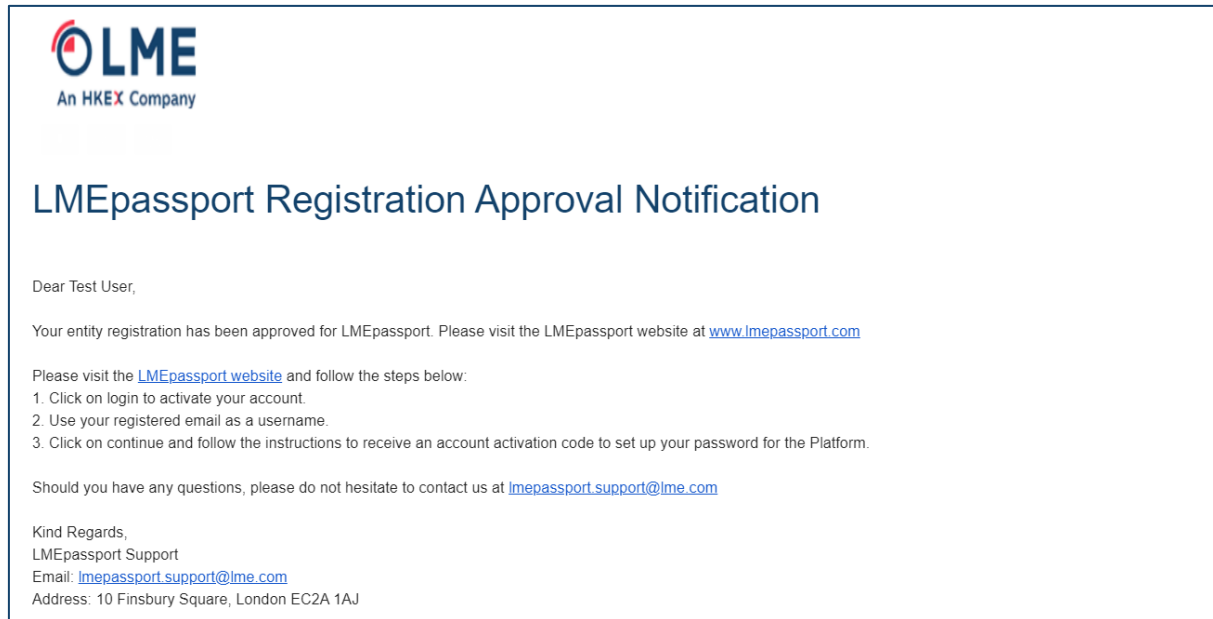 LME
An HKEX Company
LMEpassport Registration Approval Notification
Dear Test User,
Your entity registration has been approved for LMEpassport. Please visit the LMEpassport website at www.lmepassport.com
Please visit the LMEpassport website and follow the steps below:
1. Click on login to activate your account.
2. Use your registered email as a username.
3. Click on continue and follow the instructions to receive an account activation code to set up your password for the Platform.
Should you have any questions, please do not hesitate to contact us at lmepassport.support@lme.com
Kind Regards,
LMEpassport Support
Email: lmepassport.support@lme.com
Address: 10 Finsbury Square, London EC2A 1AJ